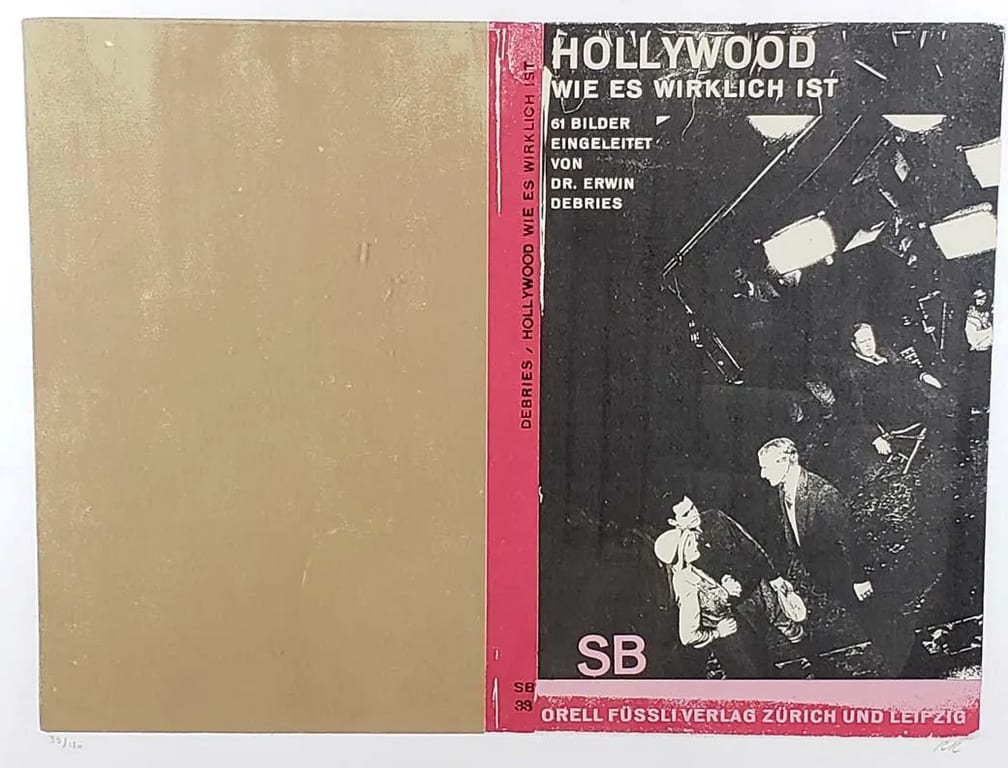 HOLLYWOOD
WIE ES WIRKLICH IST
61 BILDER
EINGELEITET
VON
DR. ERWIN
DEBRIES
DEBRIES / HOLLYWOOD WIE ES WIRKLICH IST
SB
SB
33
ORELL FÜSSLI VERLAG ZÜRICH UND LEIPZIG